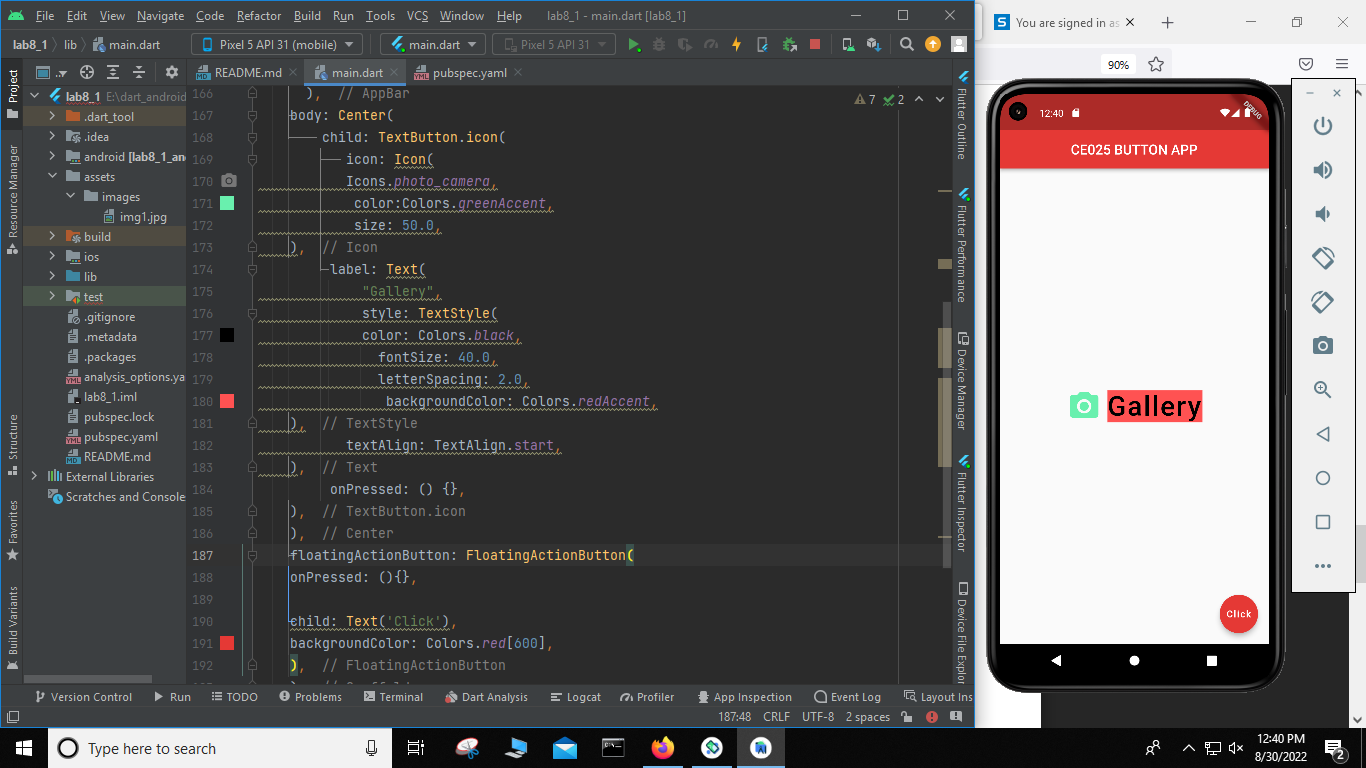 File Edit View Navigate Code Refactor Build Run Tools VCS Window Help lab8_1 - main.dart [lab8_1]
You are signed in as
lab8_1 lib main.dart Pixel 5 API 31 (mobile) main.dart Pixel 5 API 31
90%
Project
Resource Manager
Structure
Favorites
Build Variants
README.md main.dart pubspec.yaml
lab8_1 E:\dart_android
.dart_tool
.idea
android [lab8_1_an
assets
images
img1.jpg
build
ios
lib
test
.gitignore
.metadata
.packages
analysis_options.ya
lab8_1.iml
pubspec.lock
pubspec.yaml
README.md
External Libraries
Scratches and Console
7 2
166 ), // AppBar
167 body: Center(
168 child: TextButton.icon(
169 icon: Icon(
170 Icons.photo_camera,
171 color:Colors.greenAccent,
172 size: 50.0,
173 ), // Icon
174 label: Text(
175 "Gallery",
176 style: TextStyle(
177 color: Colors.black,
178 fontSize: 40.0,
179 letterSpacing: 2.0,
180 backgroundColor: Colors.redAccent,
181 ), // TextStyle
182 textAlign: TextAlign.start,
183 ), // Text
184 onPressed: () {},
185 ), // TextButton.icon
186 ), // Center
187 floatingActionButton: FloatingActionButton(
188 onPressed: (){},
189
190 child: Text('Click'),
191 backgroundColor: Colors.red[600],
192 ), // FloatingActionButton
Flutter Outline
Flutter Performance
Device Manager
Flutter Inspector
Device File Explor
12:40
DEBUG
CE025 BUTTON APP
Gallery
Click
Version Control Run TODO Problems Terminal Dart Analysis Logcat Profiler App Inspection Event Log Layout Ins
187:48 CRLF UTF-8 2 spaces
Type here to search
12:40 PM
8/30/2022
2